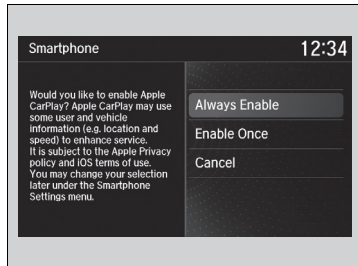 Smartphone
12:34
Would you like to enable Apple
CarPlay? Apple CarPlay may use
some user and vehicle
information (e.g. location and
speed) to enhance service.
It is subject to the Apple Privacy
policy and iOS terms of use.
You may change your selection
later under the Smartphone
Settings menu.
Always Enable
Enable Once
Cancel